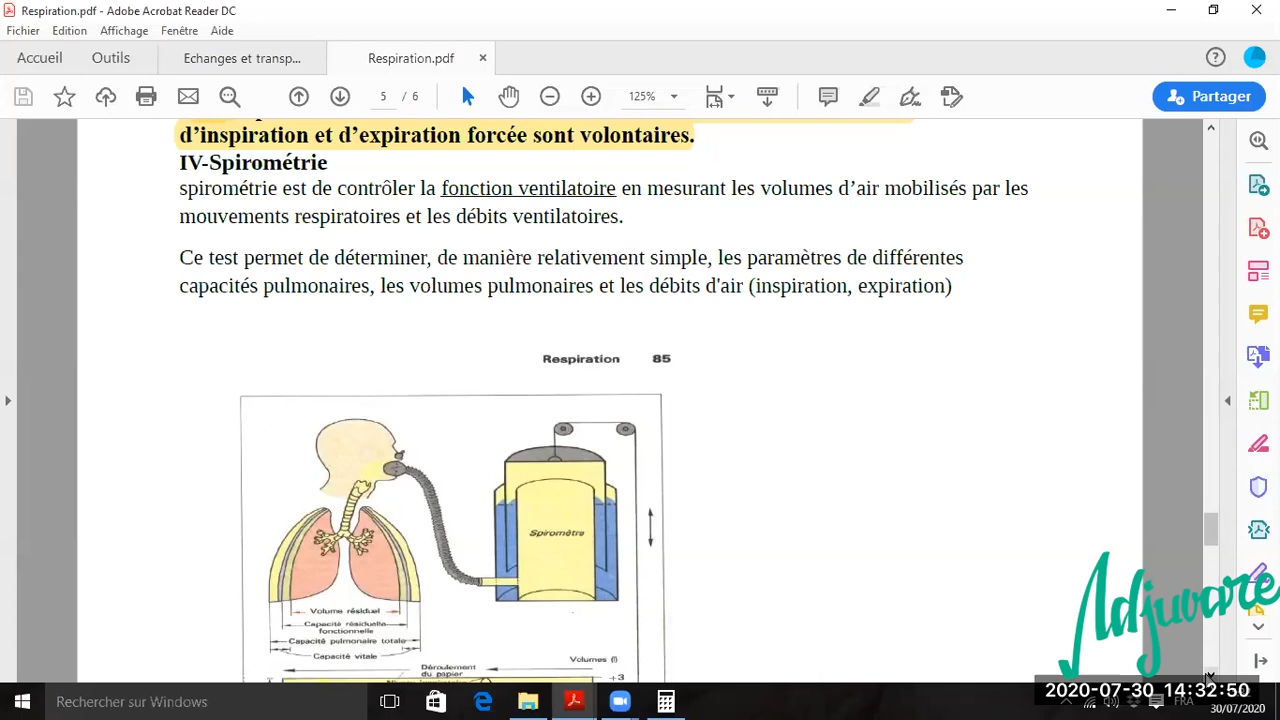 Respiration.pdf - Adobe Acrobat Reader DC
Fichier Edition Affichage Fenêtre Aide
Accueil Outils Echanges et transp... Respiration.pdf
5 / 6 125% Partager
d’inspiration et d’expiration forcée sont volontaires.
IV-Spirométrie
spirométrie est de contrôler la fonction ventilatoire en mesurant les volumes d’air mobilisés par les
mouvements respiratoires et les débits ventilatoires.
Ce test permet de déterminer, de manière relativement simple, les paramètres de différentes
capacités pulmonaires, les volumes pulmonaires et les débits d'air (inspiration, expiration)
Respiration 85
Spiromètre
Volume résiduel
Capacité résiduelle
fonctionnelle
Capacité pulmonaire totale
Capacité vitale
Volumes (l)
Déroulement
du papier
+3
Adjuvare
Rechercher sur Windows
2020-07-30 14:32:50
FRA
30/07/2020